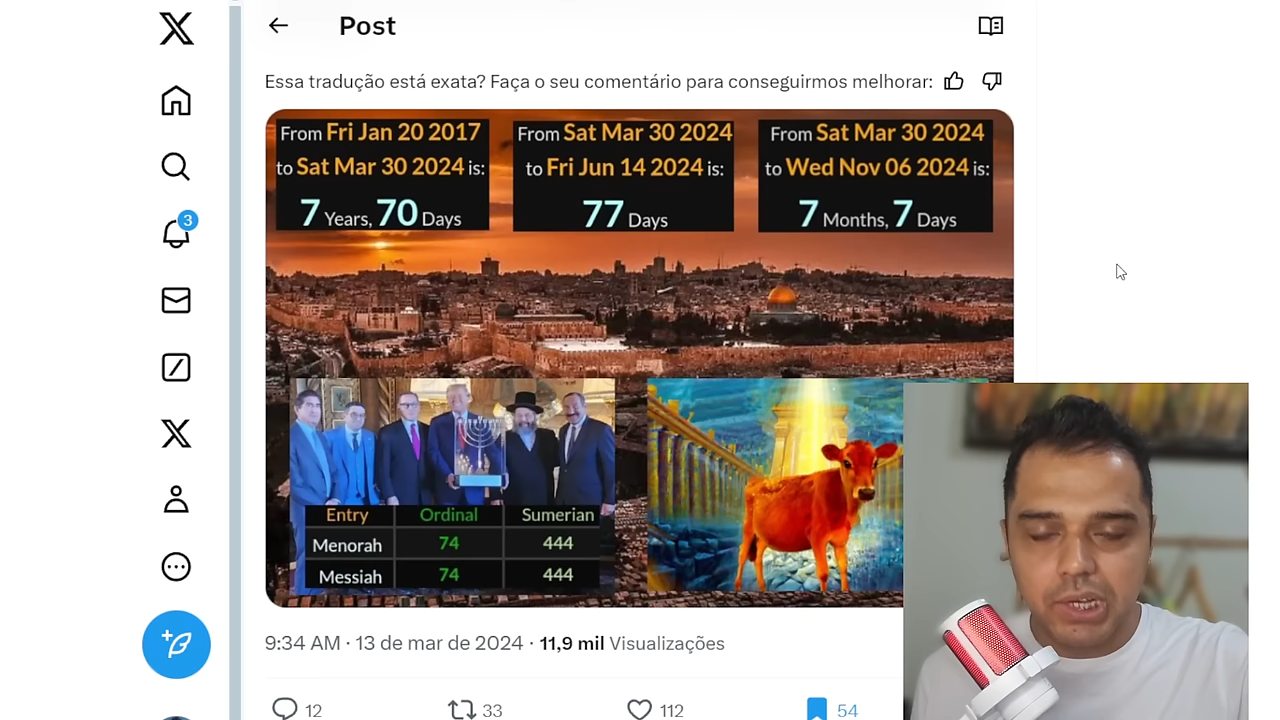 Post
Essa tradução está exata? Faça o seu comentário para conseguirmos melhorar:
From Fri Jan 20 2017
to Sat Mar 30 2024 is:
7 Years, 70 Days
From Sat Mar 30 2024
to Fri Jun 14 2024 is:
77 Days
From Sat Mar 30 2024
to Wed Nov 06 2024 is:
7 Months, 7 Days
3
Entry Ordinal Sumerian
Menorah 74 444
Messiah 74 444
9:34 AM · 13 de mar de 2024 · 11,9 mil Visualizações
12 33 112 54